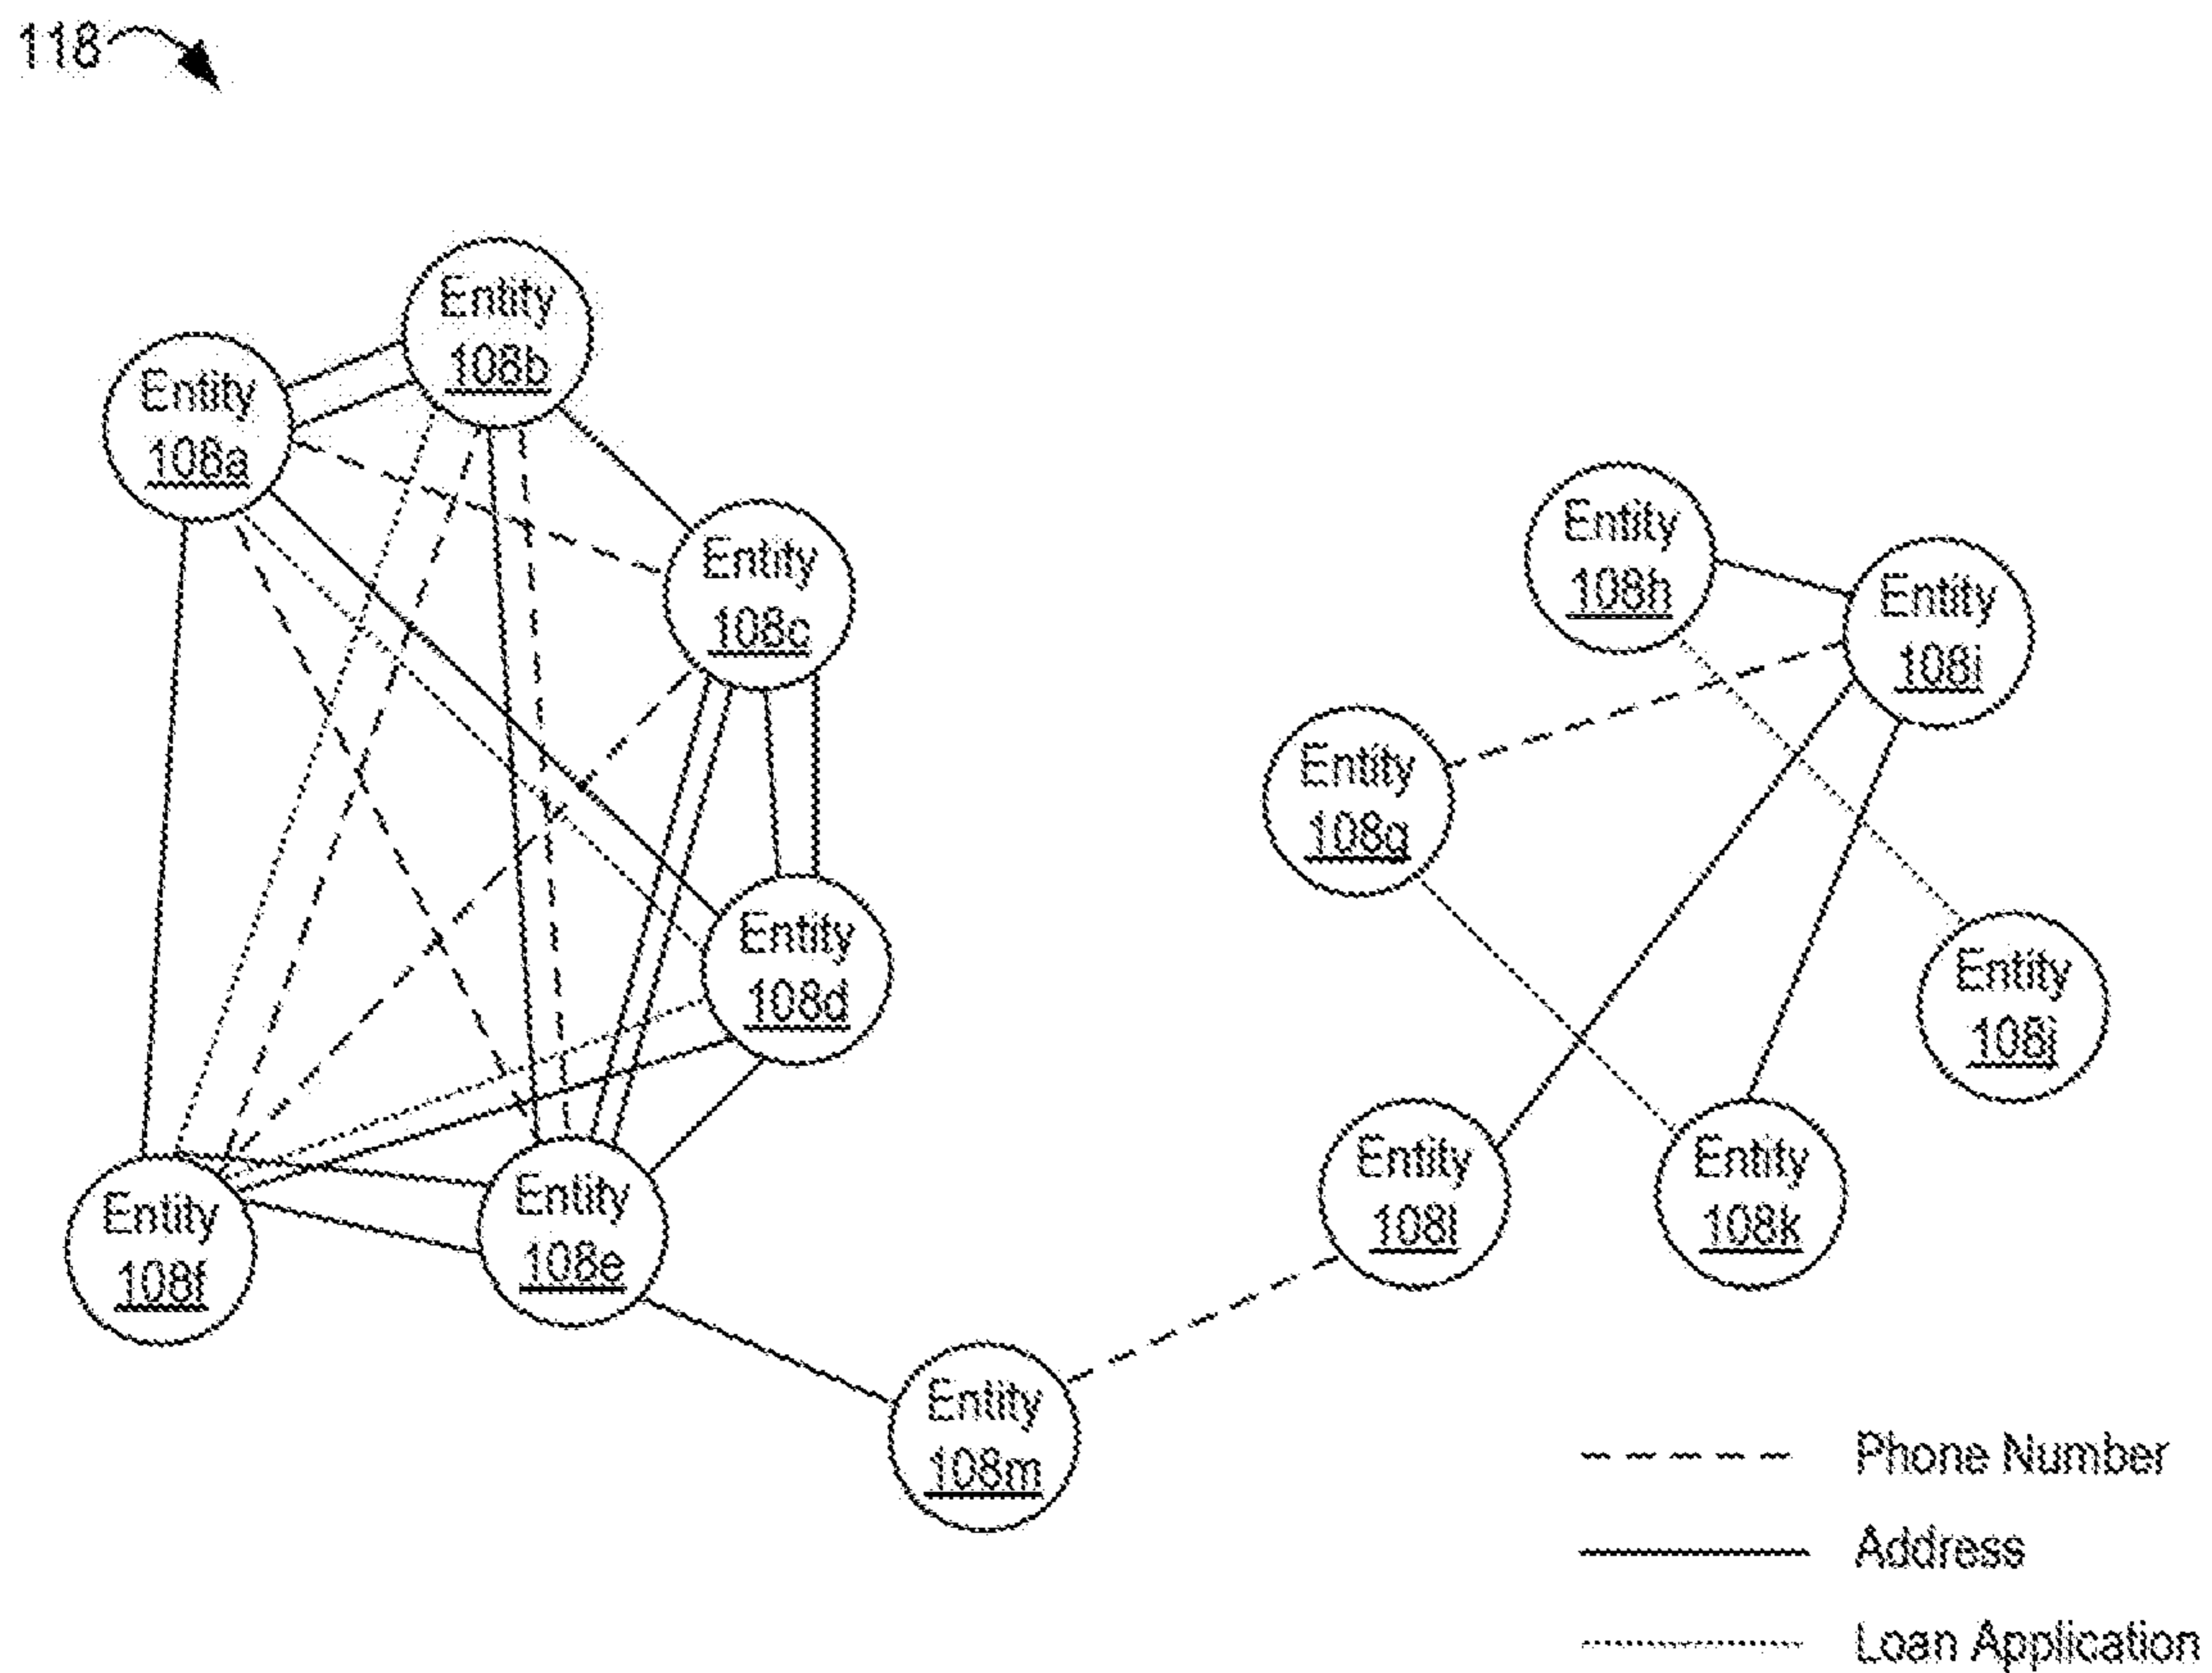 118
Entity
108b
Entity
108a
Entity
108c
Entity
108d
Entity
108e
Entity
108f
Entity
108m
Entity
108h
Entity
108i
Entity
108g
Entity
108j
Entity
108l
Entity
108k
Phone Number
Address
Loan Application